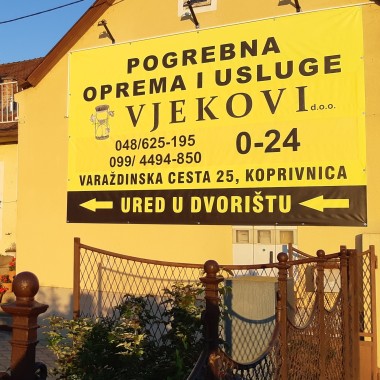 POGREBNA
OPREMA I USLUGE
VJEKOVI d.o.o.
048/625-195
099/ 4494-850
0-24
VARAŽDINSKA CESTA 25, KOPRIVNICA
URED U DVORIŠTU